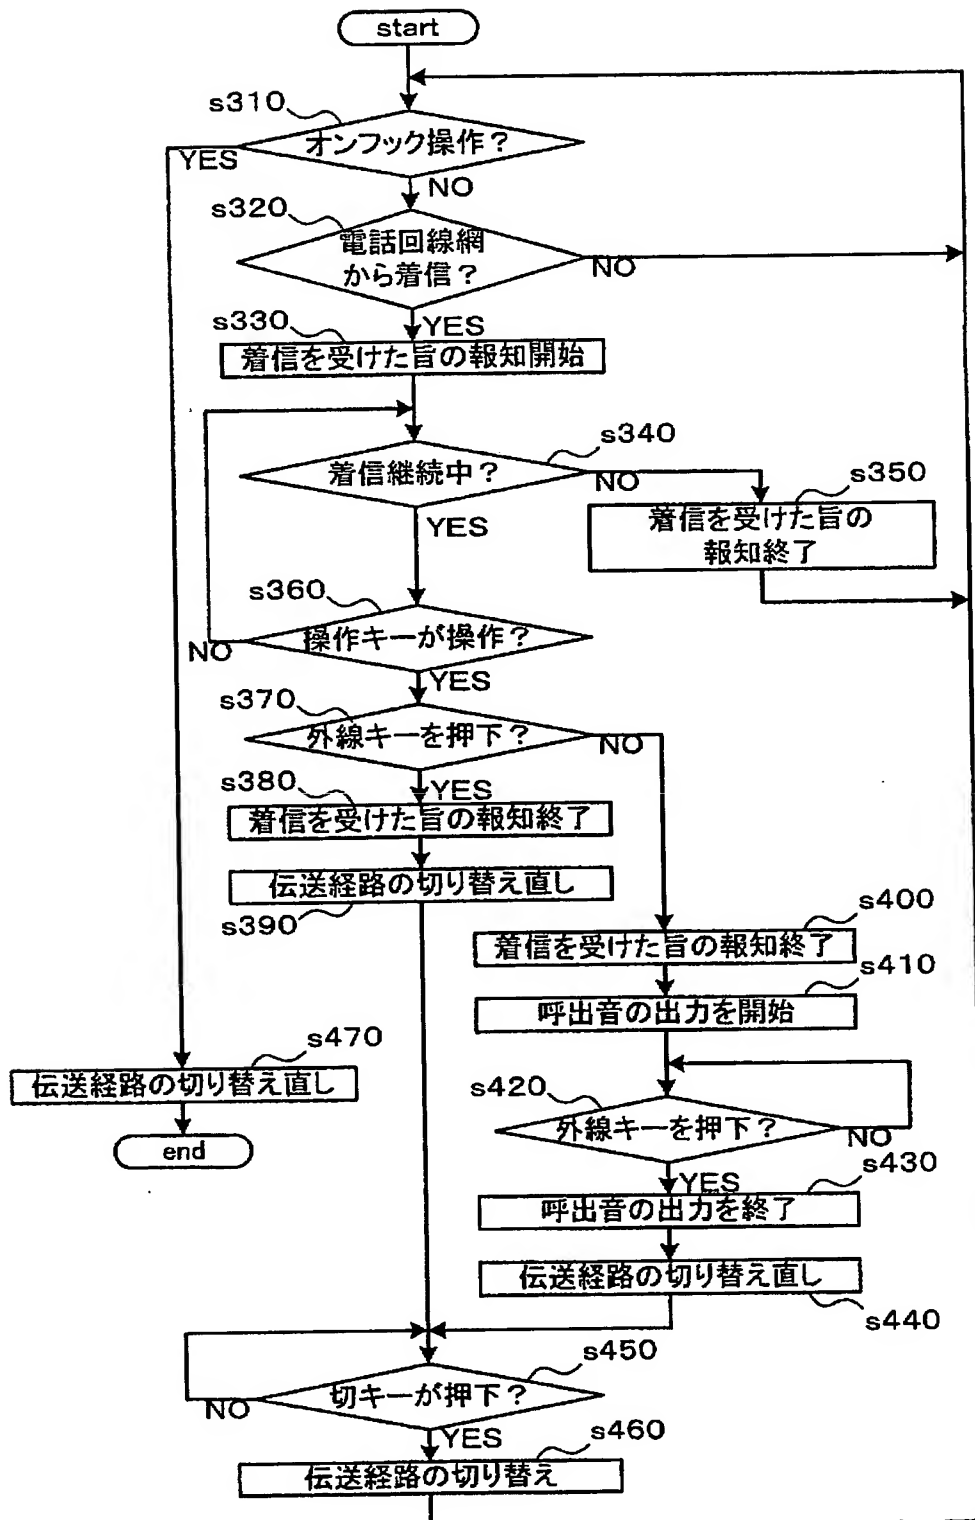 start
s310
オンフック操作?
YES
NO
s320
電話回線網
から着信?
NO
YES
s330
着信を受けた旨の報知開始
s340
着信継続中?
NO
YES
s350
着信を受けた旨の
報知終了
s360
操作キーが操作?
NO
YES
s370
外線キーを押下?
NO
YES
s380
着信を受けた旨の報知終了
伝送経路の切り替え直し
s390
s400
着信を受けた旨の報知終了
s410
呼出音の出力を開始
s470
伝送経路の切り替え直し
end
s420
外線キーを押下?
NO
YES
s430
呼出音の出力を終了
伝送経路の切り替え直し
s440
s450
切キーが押下?
NO
YES
s460
伝送経路の切り替え